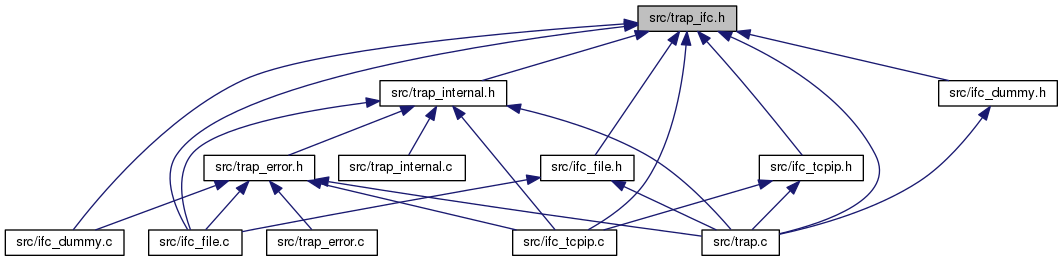 src/trap_ifc.h
src/trap_internal.h
src/ifc_dummy.h
src/trap_error.h
src/trap_internal.c
src/ifc_file.h
src/ifc_tcpip.h
src/ifc_dummy.c
src/ifc_file.c
src/trap_error.c
src/ifc_tcpip.c
src/trap.c